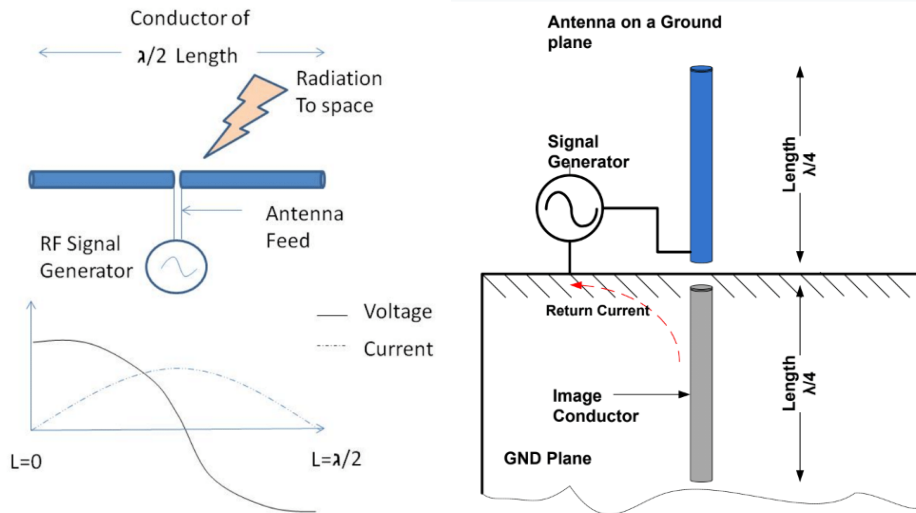 Conductor of
λ/2 Length
Radiation
To space
Antenna
Feed
RF Signal
Generator
Voltage
Current
L=0
L=λ/2
Antenna on a Ground
plane
Signal
Generator
Length
λ/4
Return Current
Image
Conductor
Length
λ/4
GND Plane